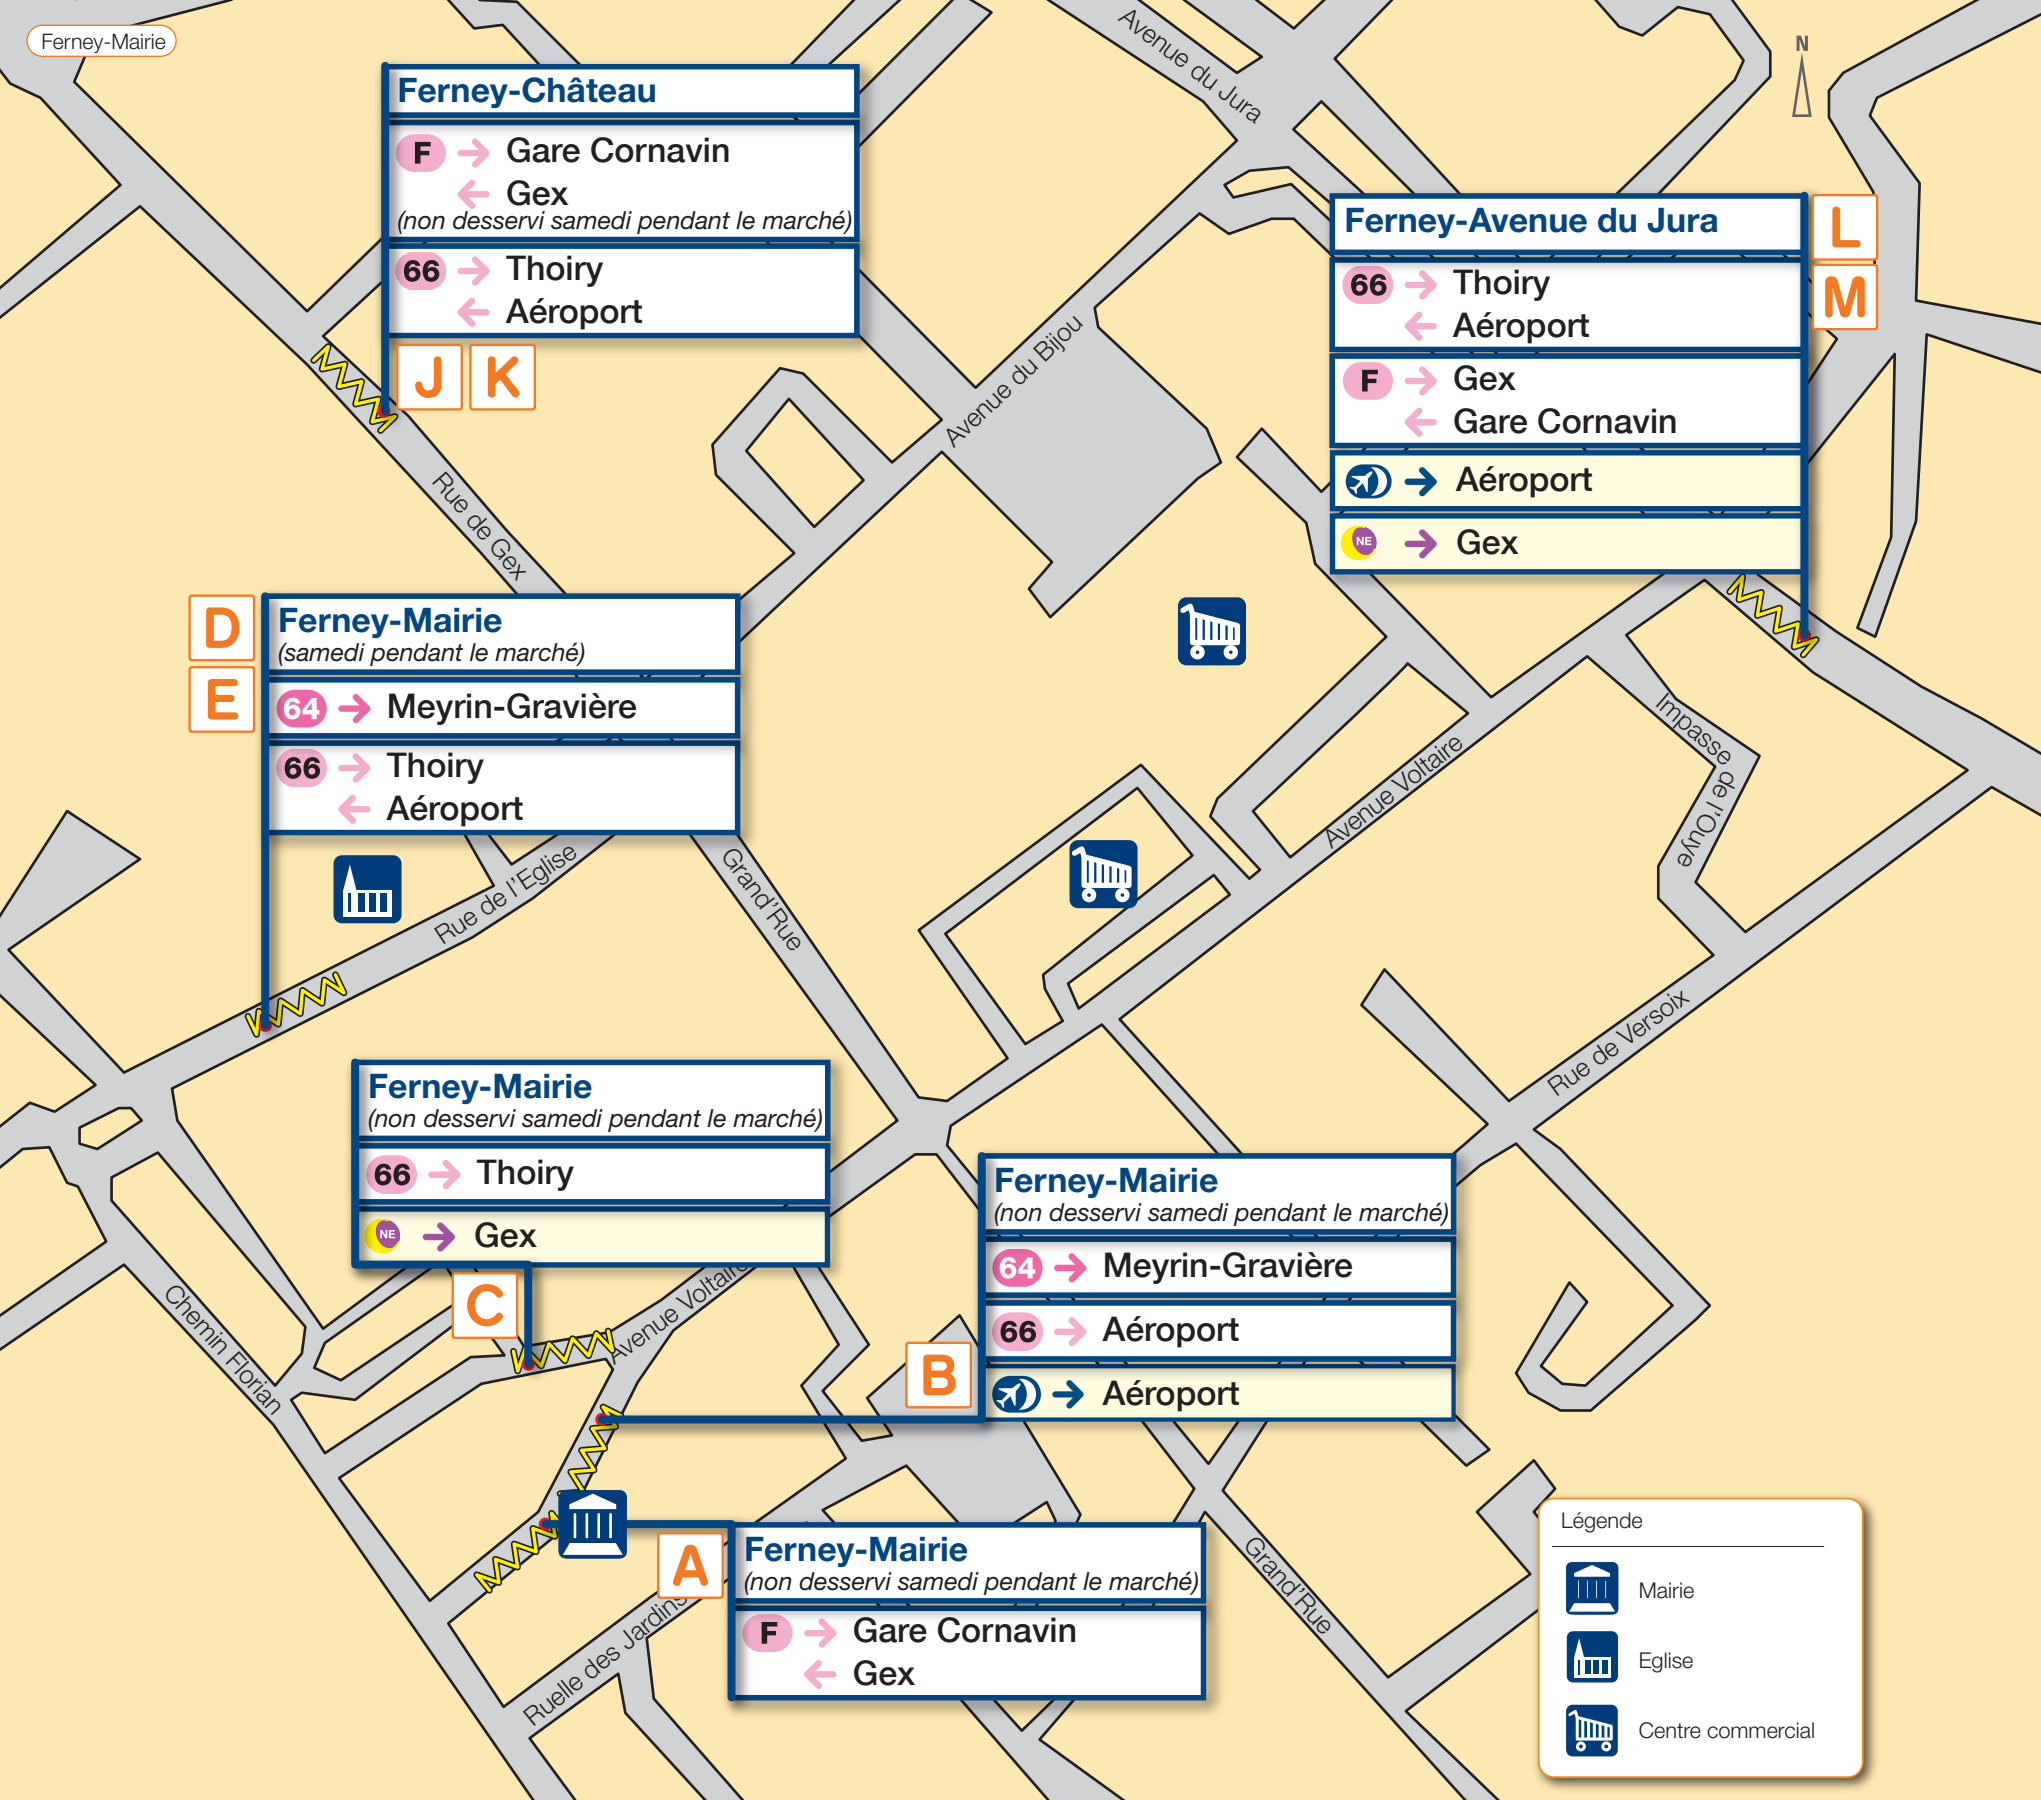 Ferney-Mairie
Avenue du Jura
N
Ferney-Château
F → Gare Cornavin
← Gex
(non desservi samedi pendant le marché)
66 → Thoiry
← Aéroport
J K
Ferney-Avenue du Jura
L
M
66 → Thoiry
← Aéroport
F → Gex
← Gare Cornavin
→ Aéroport
NE → Gex
Avenue du Bijou
Rue de Gex
D
E
Ferney-Mairie
(samedi pendant le marché)
64 → Meyrin-Gravière
66 → Thoiry
← Aéroport
Impasse de l'Ouye
Avenue Voltaire
Rue de l'Eglise
Grand'Rue
Rue de Versoix
Ferney-Mairie
(non desservi samedi pendant le marché)
66 → Thoiry
NE → Gex
C
Ferney-Mairie
(non desservi samedi pendant le marché)
64 → Meyrin-Gravière
66 → Aéroport
→ Aéroport
B
Avenue Voltaire
Chemin Florian
A
Ferney-Mairie
(non desservi samedi pendant le marché)
F → Gare Cornavin
← Gex
Ruelle des Jardins
Grand'Rue
Légende
Mairie
Eglise
Centre commercial